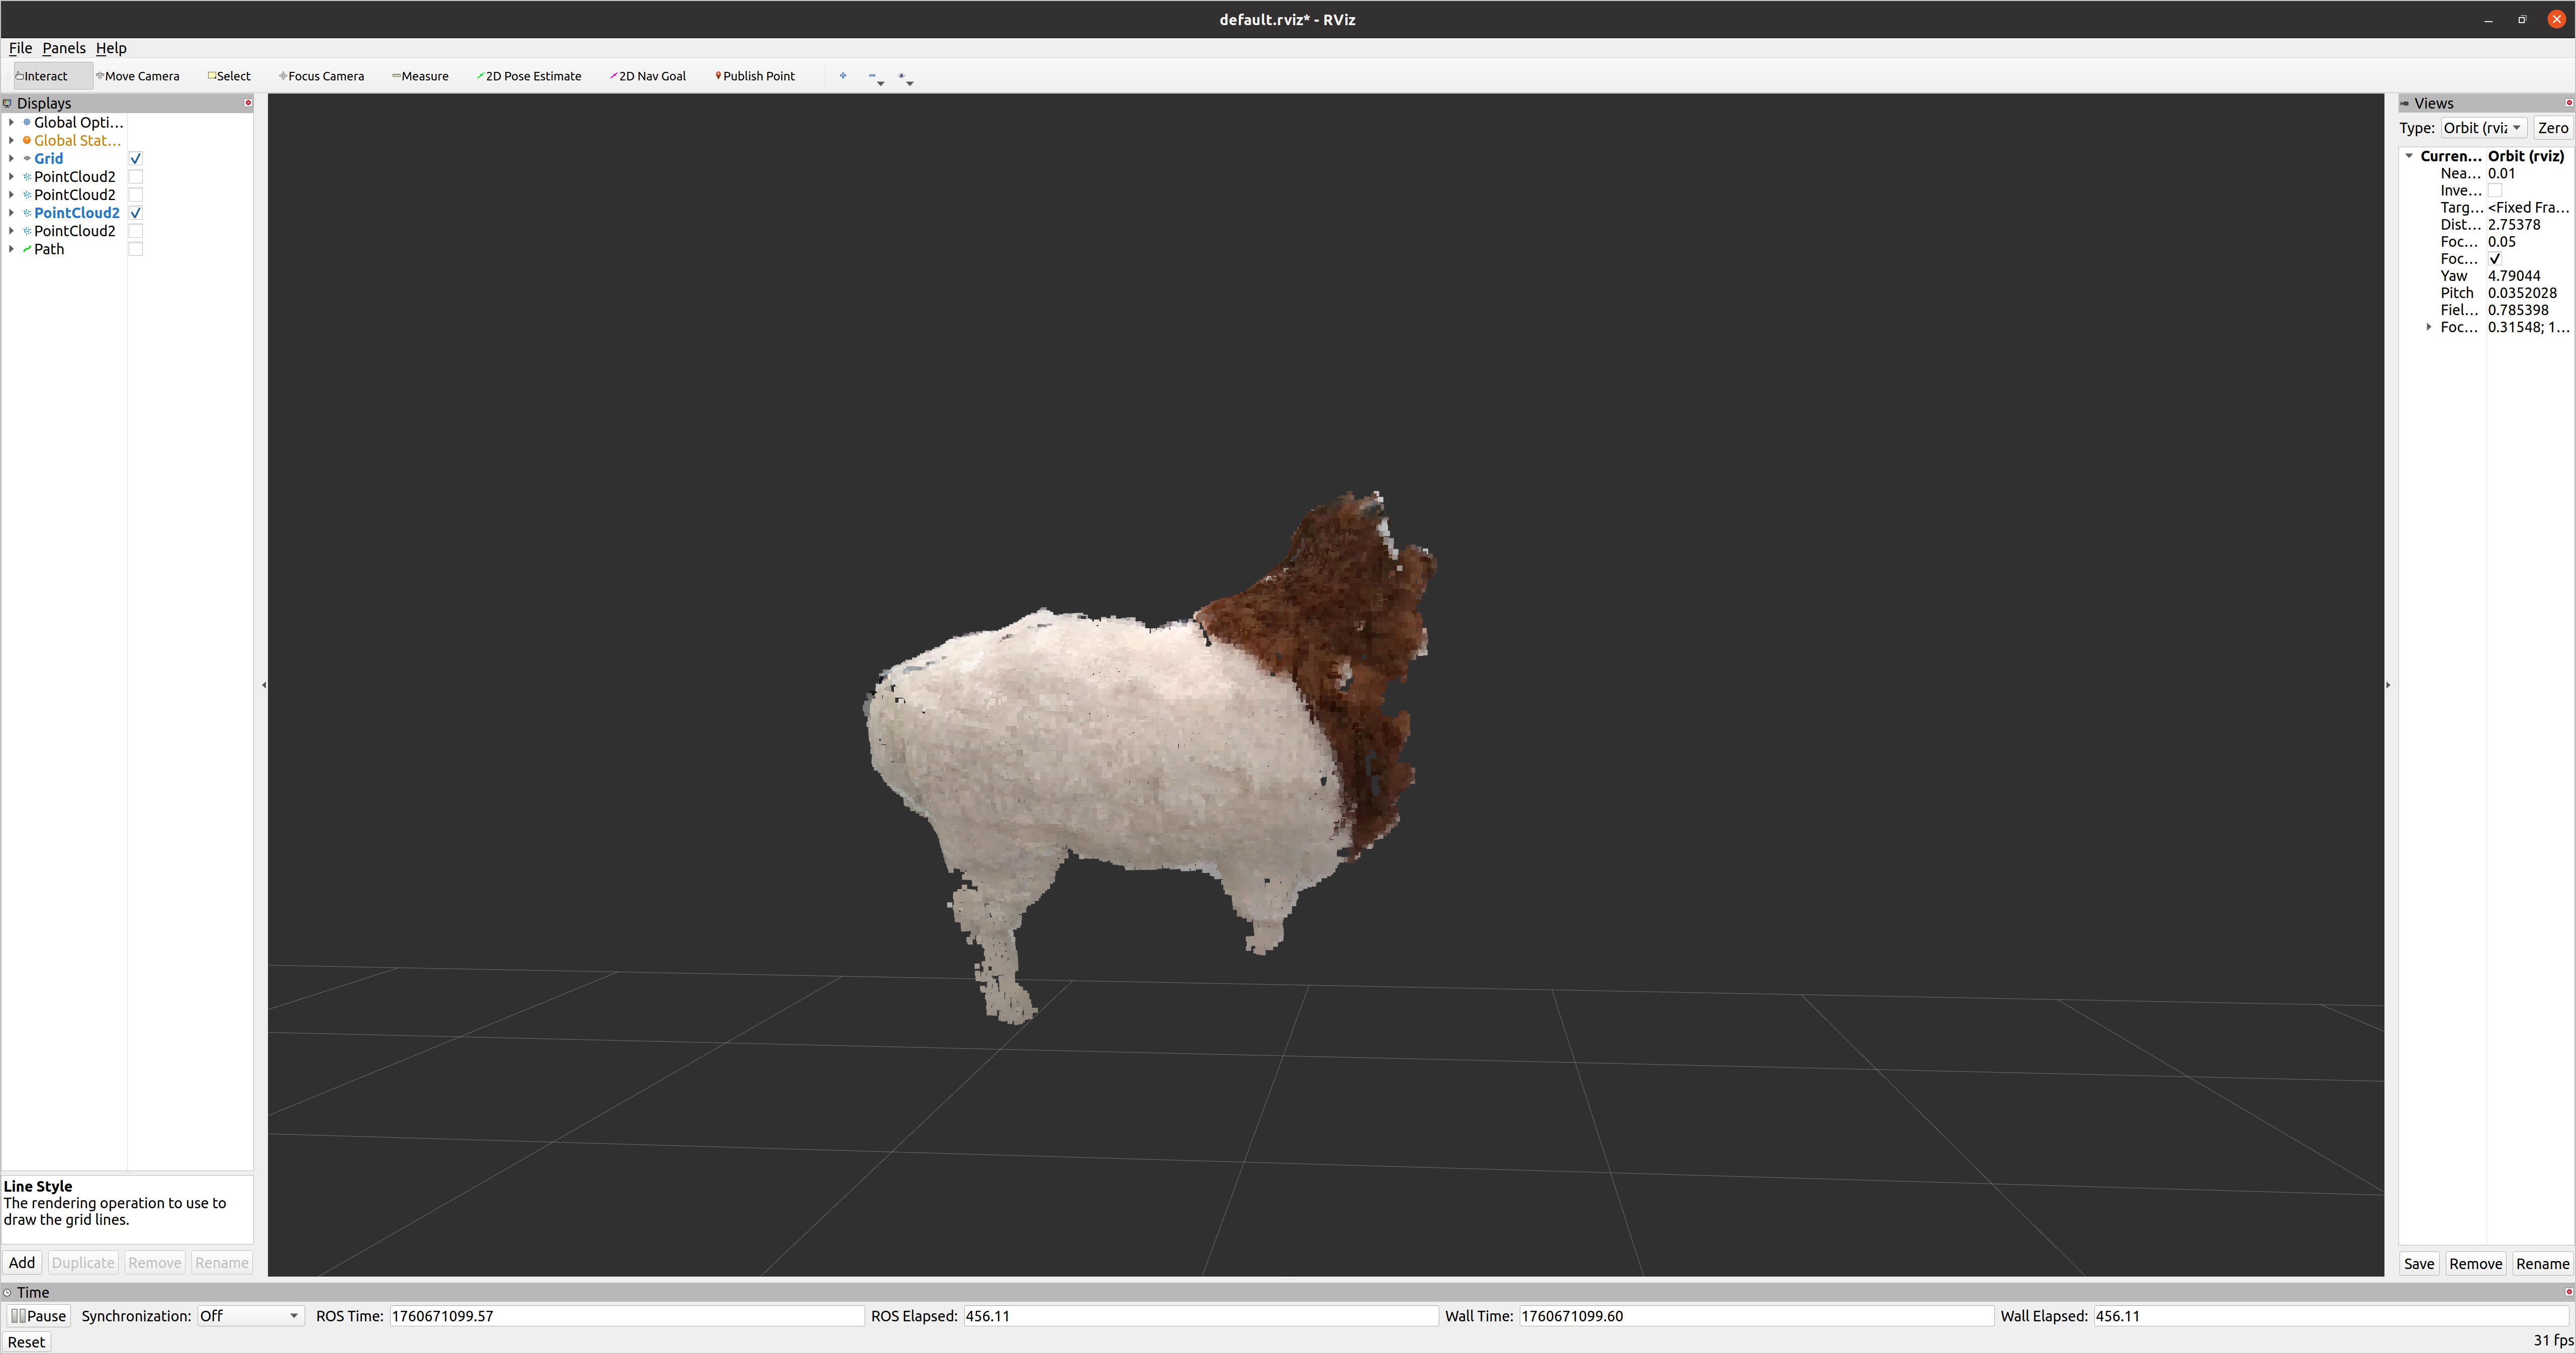 default.rviz* - RViz
File Panels Help
Interact Move Camera Select Focus Camera Measure 2D Pose Estimate 2D Nav Goal Publish Point
Displays
Global Opti...
Global Stat...
Grid
PointCloud2
PointCloud2
PointCloud2
PointCloud2
Path
Line Style
The rendering operation to use to
draw the grid lines.
Add Duplicate Remove Rename
Views
Type: Orbit (rviz Zero
Curren... Orbit (rviz)
Nea... 0.01
Inve...
Targ... <Fixed Fra...
Dist... 2.75378
Foc... 0.05
Foc...
Yaw 4.79044
Pitch 0.0352028
Fiel... 0.785398
Foc... 0.31548; 1...
Save Remove Rename
Time
Pause Synchronization: Off ROS Time: 1760671099.57 ROS Elapsed: 456.11 Wall Time: 1760671099.60 Wall Elapsed: 456.11
Reset 31 fps